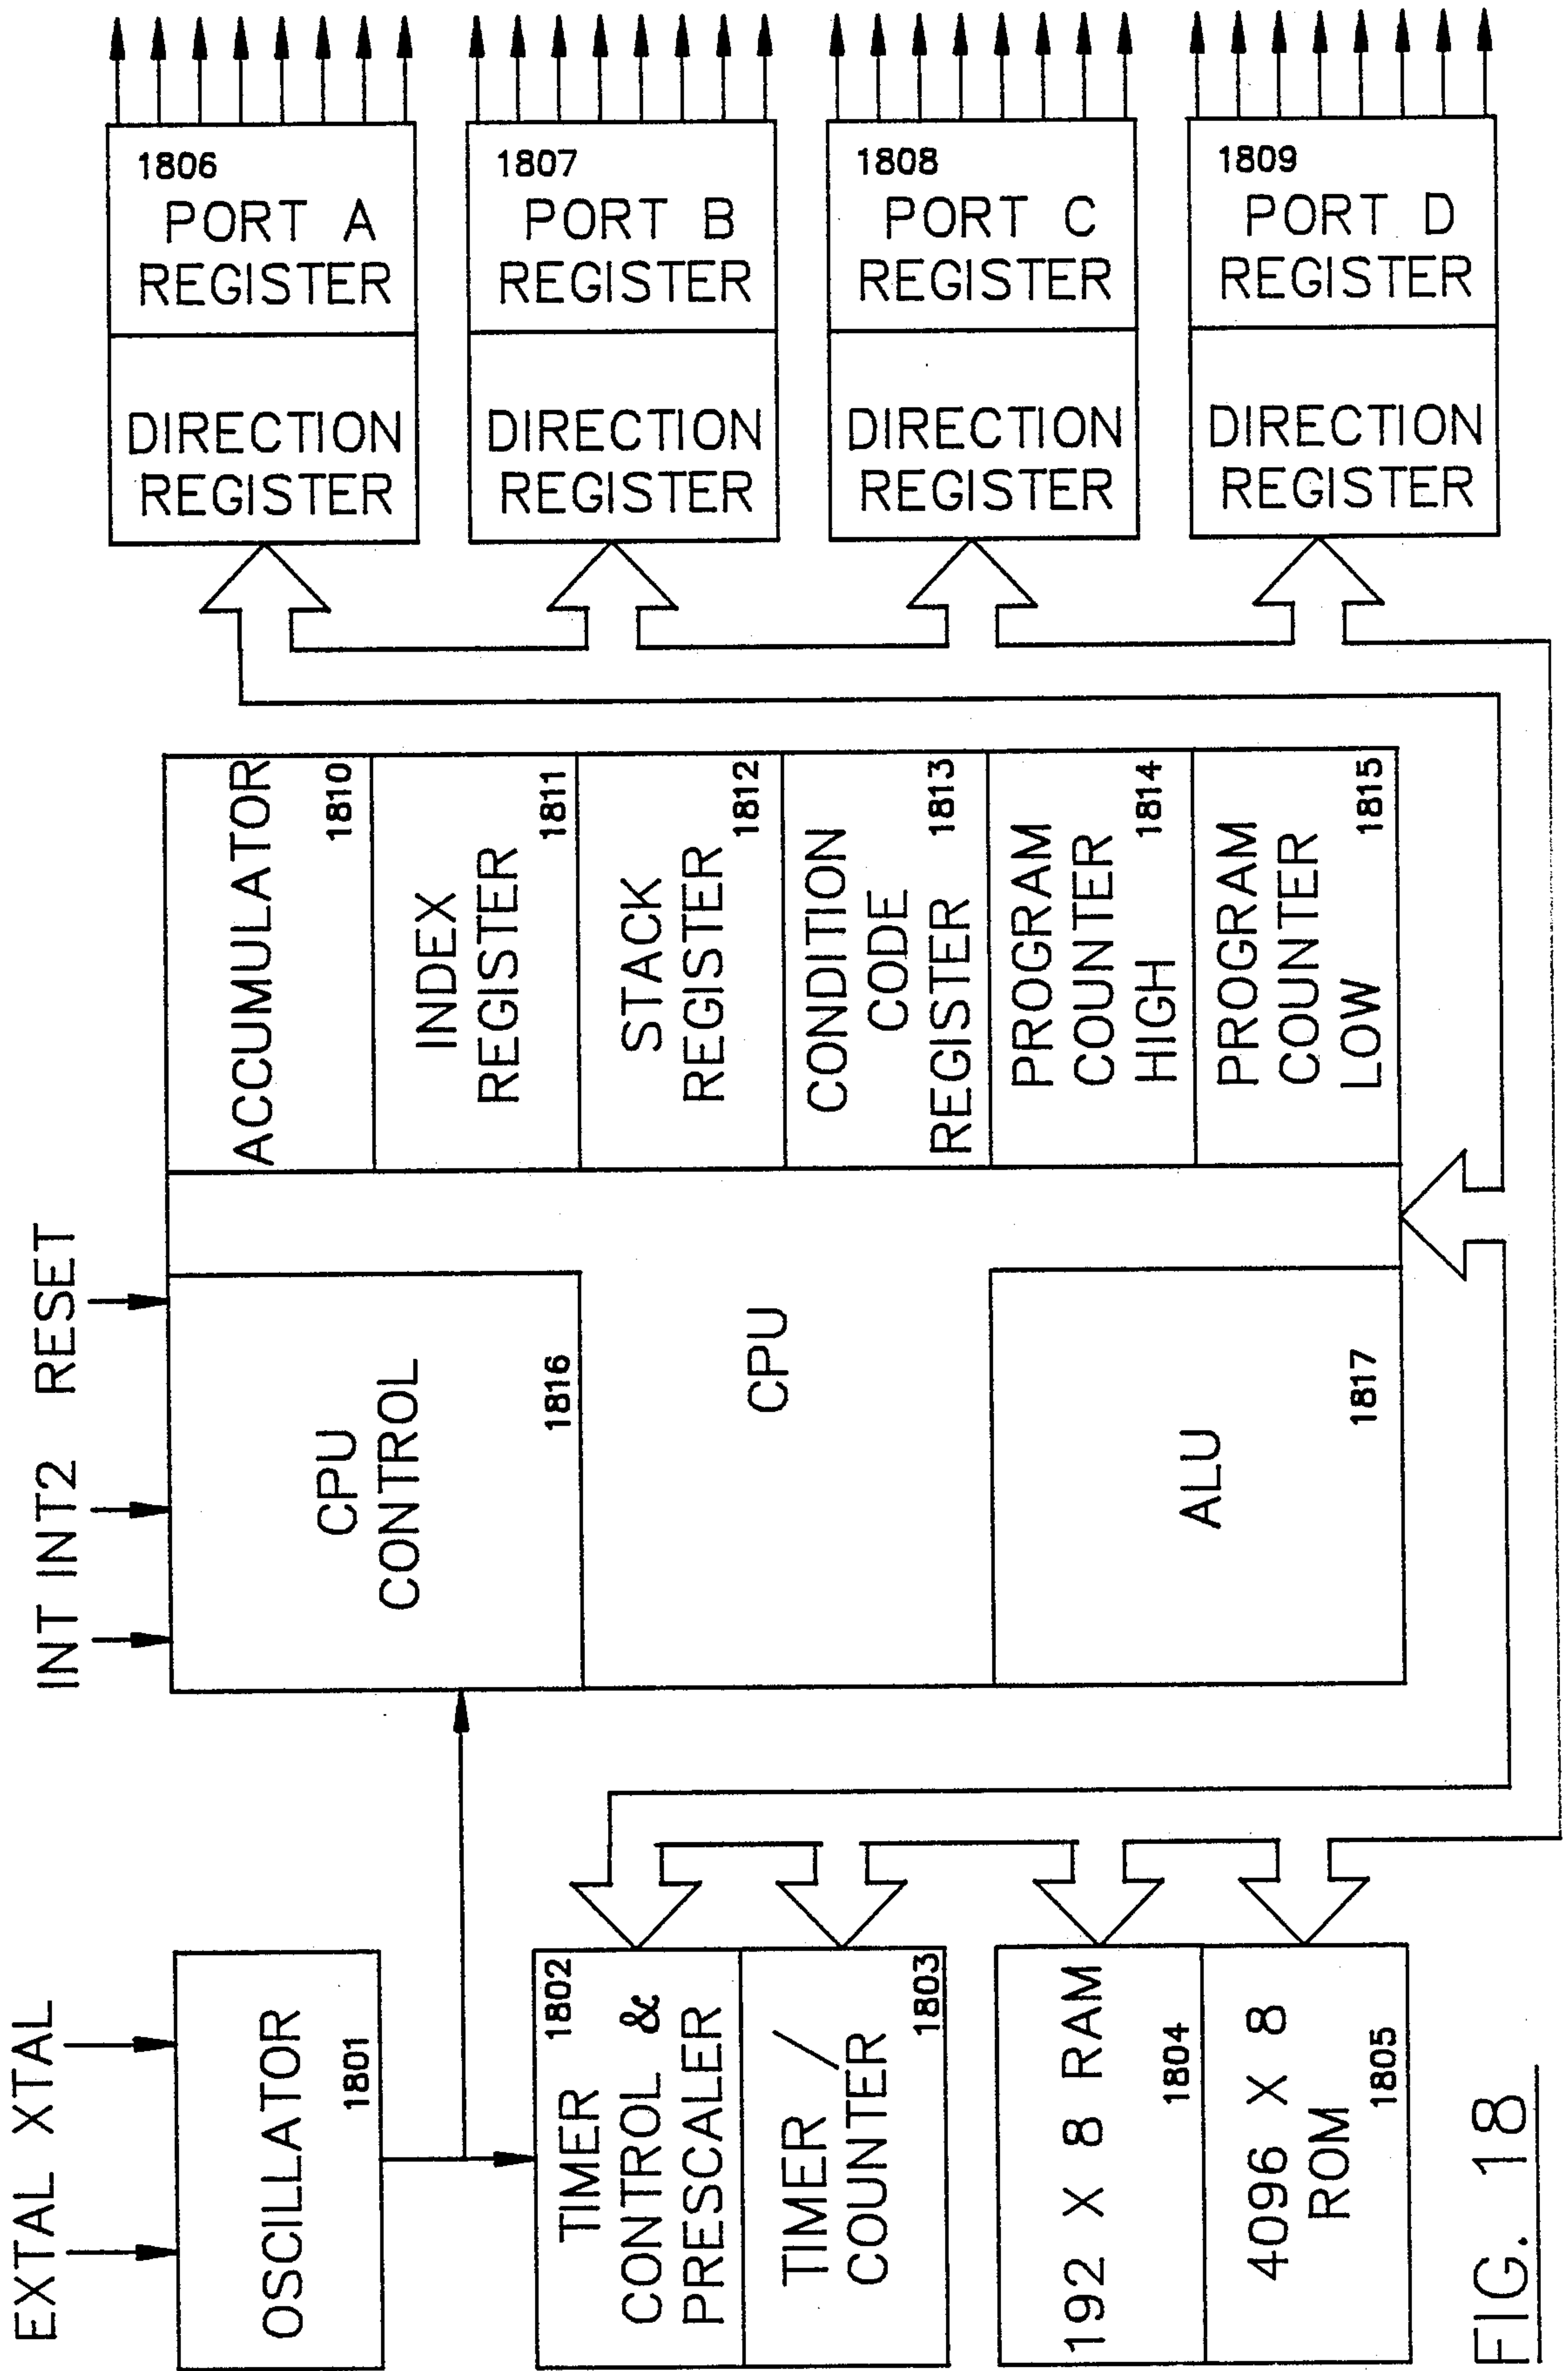 EXTAL XTAL
OSCILLATOR
1801
TIMER
CONTROL &
PRESCALER
1802
TIMER /
COUNTER
1803
192 X 8 RAM
1804
4096 X 8
ROM
1805
INT INT2 RESET
CPU
CONTROL
1816
CPU
ALU
1817
ACCUMULATOR
1810
INDEX
REGISTER
1811
STACK
REGISTER
1812
CONDITION
CODE
REGISTER
1813
PROGRAM
COUNTER
HIGH
1814
PROGRAM
COUNTER
LOW
1815
1806
PORT A
REGISTER
DIRECTION
REGISTER
1807
PORT B
REGISTER
DIRECTION
REGISTER
1808
PORT C
REGISTER
DIRECTION
REGISTER
1809
PORT D
REGISTER
DIRECTION
REGISTER
FIG. 18